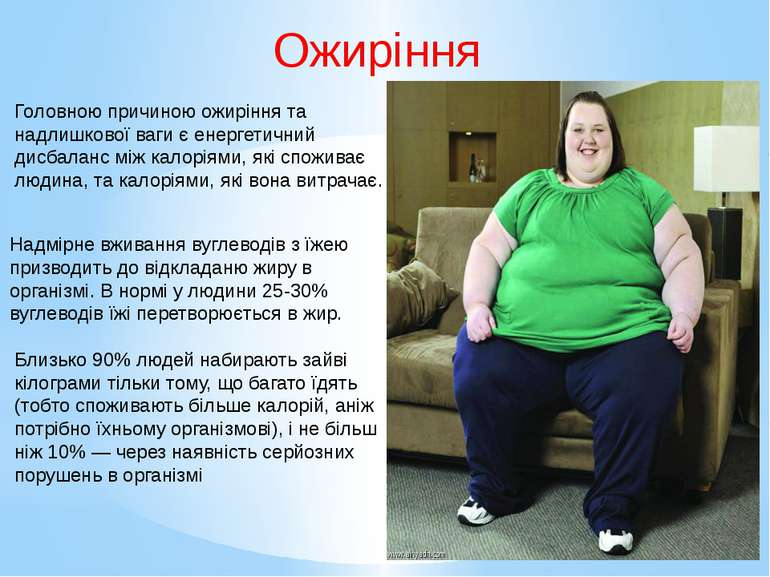 Ожиріння
Головною причиною ожиріння та
надлишкової ваги є енергетичний
дисбаланс між калоріями, які споживає
людина, та калоріями, які вона витрачає.
Надмірне вживання вуглеводів з їжею
призводить до відкладаню жиру в
організмі. В нормі у людини 25-30%
вуглеводів їжі перетворюється в жир.
Близько 90% людей набирають зайві
кілограми тільки тому, що багато їдять
(тобто споживають більше калорій, аніж
потрібно їхньому організмові), і не більш
ніж 10% — через наявність серйозних
порушень в організмі